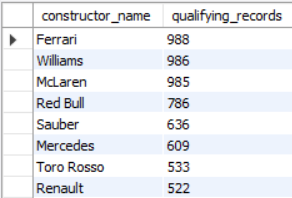 constructor_name qualifying_records
Ferrari 988
Williams 986
McLaren 985
Red Bull 786
Sauber 636
Mercedes 609
Toro Rosso 533
Renault 522